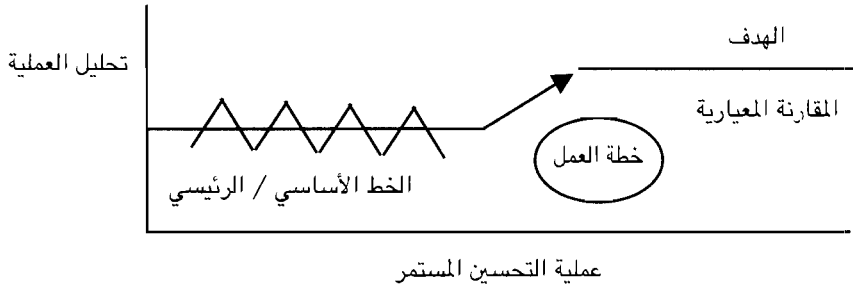 الهدف
تحليل العملية
المقارنة المعيارية
خطة العمل
الخط الأساسي / الرئيسي
عملية التحسين المستمر